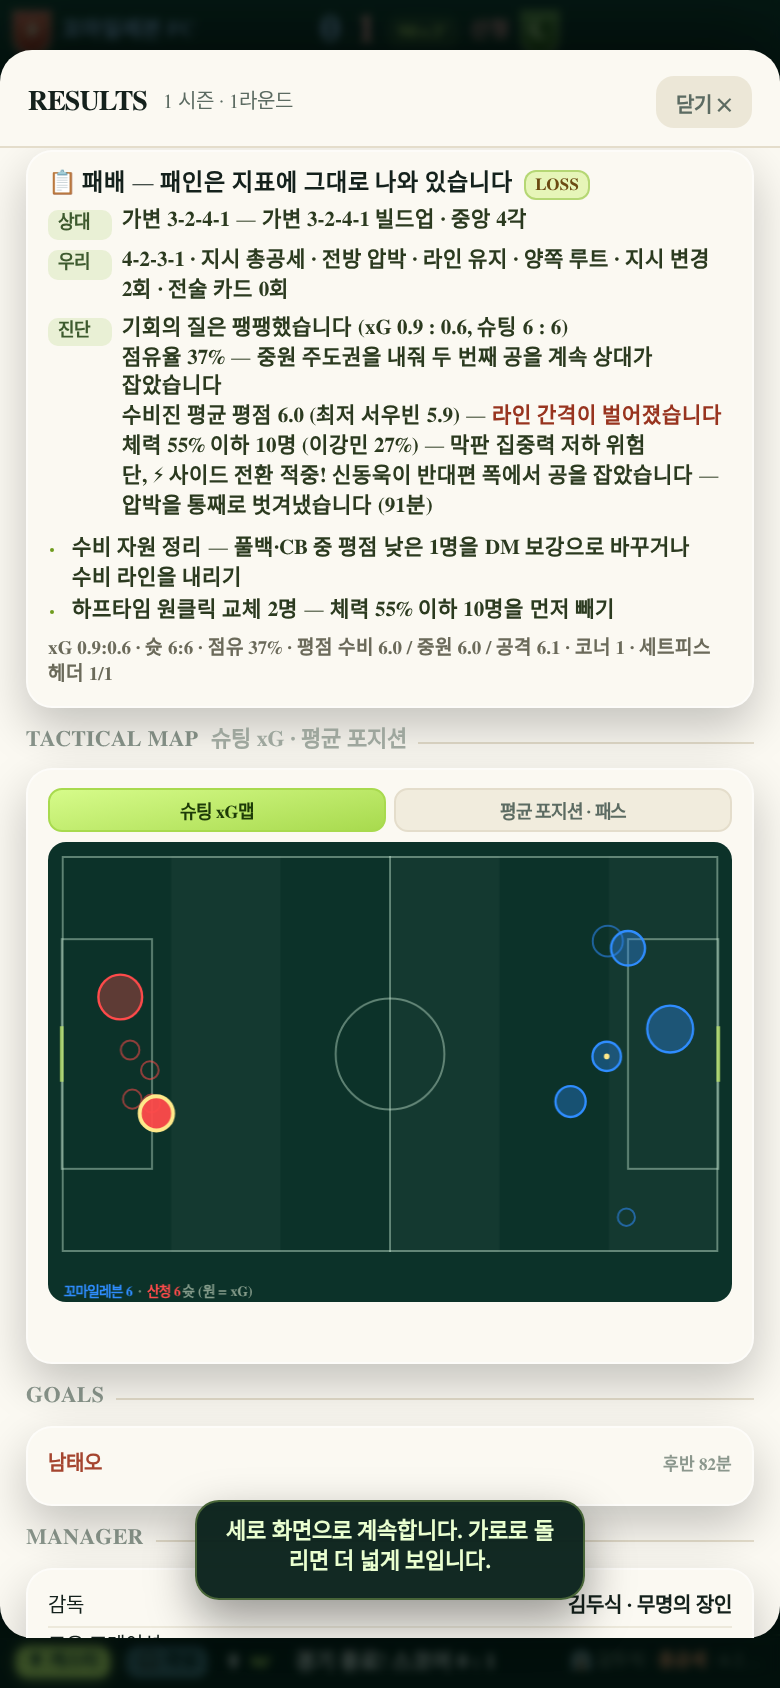 RESULTS 1 시즌 · 1라운드
닫기 ✕
📋 패배 — 패인은 지표에 그대로 나와 있습니다 LOSS
상대 가변 3-2-4-1 — 가변 3-2-4-1 빌드업 · 중앙 4각
우리 4-2-3-1 · 지시 총공세 · 전방 압박 · 라인 유지 · 양쪽 루트 · 지시 변경
2회 · 전술 카드 0회
진단 기회의 질은 팽팽했습니다 (xG 0.9 : 0.6, 슈팅 6 : 6)
점유율 37% — 중원 주도권을 내줘 두 번째 공을 계속 상대가
잡았습니다
수비진 평균 평점 6.0 (최저 서우빈 5.9) — 라인 간격이 벌어졌습니다
체력 55% 이하 10명 (이강민 27%) — 막판 집중력 저하 위험
단, ⚡ 사이드 전환 적중! 신동욱이 반대편 폭에서 공을 잡았습니다 —
압박을 통째로 벗겨냈습니다 (91분)
• 수비 자원 정리 — 풀백·CB 중 평점 낮은 1명을 DM 보강으로 바꾸거나
수비 라인을 내리기
• 하프타임 원클릭 교체 2명 — 체력 55% 이하 10명을 먼저 빼기
xG 0.9:0.6 · 슛 6:6 · 점유 37% · 평점 수비 6.0 / 중원 6.0 / 공격 6.1 · 코너 1 · 세트피스
헤더 1/1
TACTICAL MAP 슈팅 xG · 평균 포지션
슈팅 xG맵
평균 포지션 · 패스
꼬마일레븐 6 · 산청 6슛 (원 = xG)
GOALS
남태오 후반 82분
MANAGER
세로 화면으로 계속합니다. 가로로 돌
리면 더 넓게 보입니다.
감독 김두식 · 무명의 장인